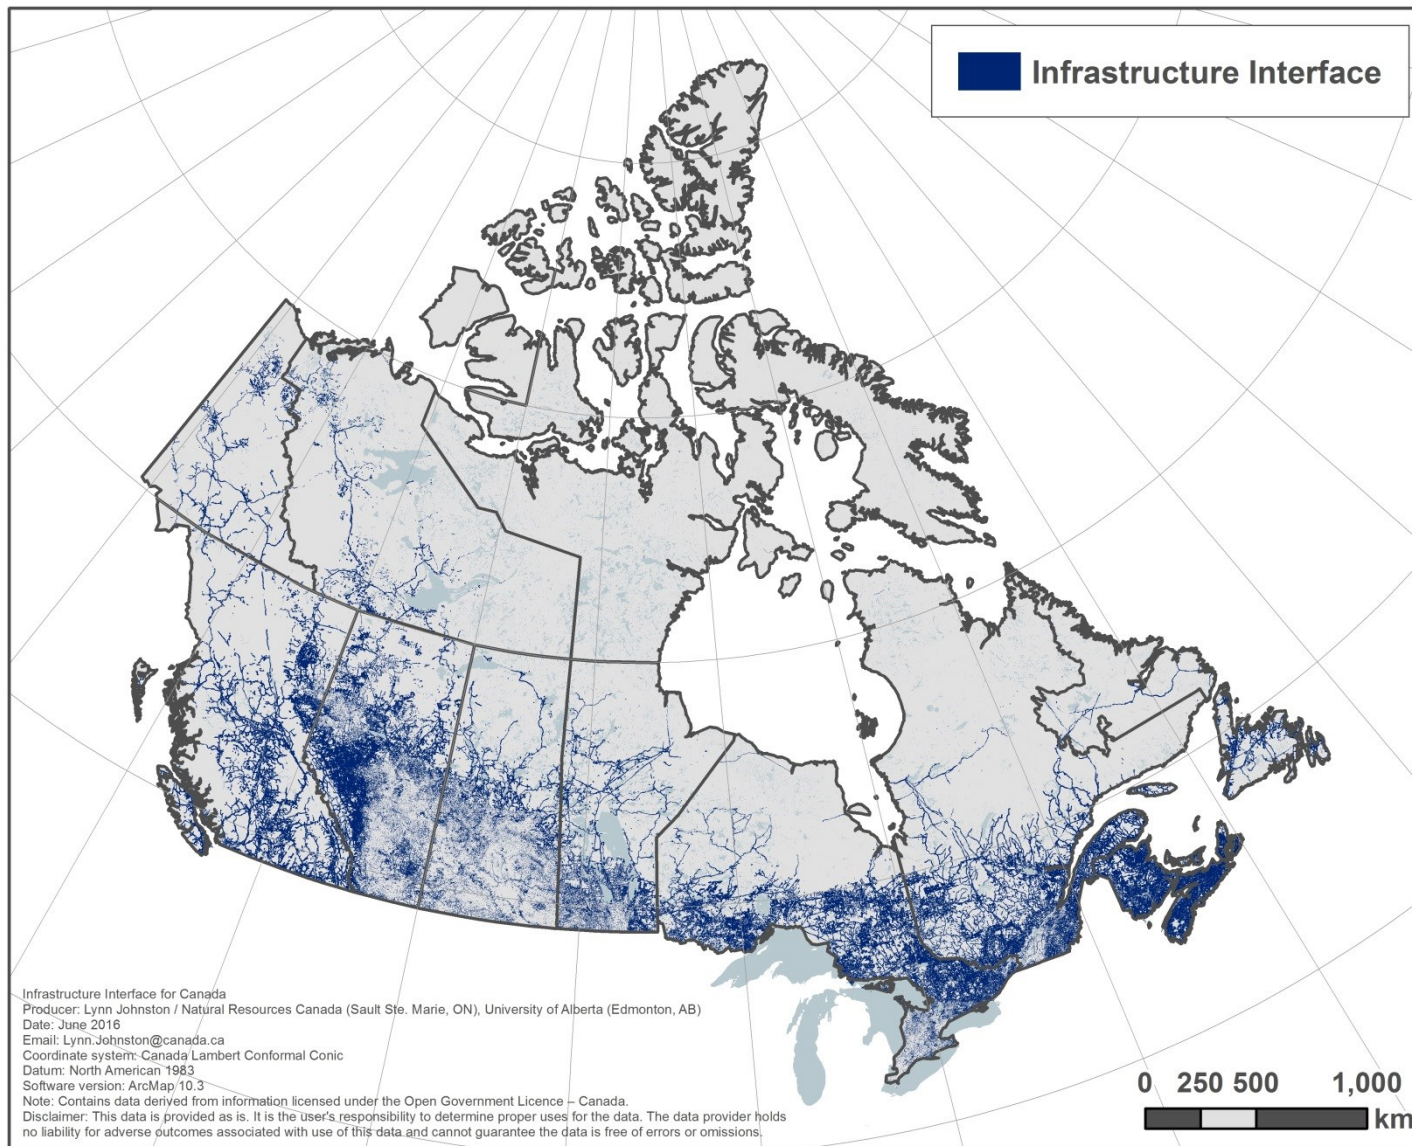 Infrastructure Interface
Infrastructure Interface for Canada
Producer: Lynn Johnston / Natural Resources Canada (Sault Ste. Marie, ON), University of Alberta (Edmonton, AB)
Date: June 2016
Email: Lynn.Johnston@canada.ca
Coordinate system: Canada Lambert Conformal Conic
Datum: North American 1983
Software version: ArcMap 10.3
Note: Contains data derived from information licensed under the Open Government Licence – Canada.
Disclaimer: This data is provided as is. It is the user's responsibility to determine proper uses for the data. The data provider holds
no liability for adverse outcomes associated with use of this data and cannot guarantee the data is free of errors or omissions.
0 250 500 1,000
km